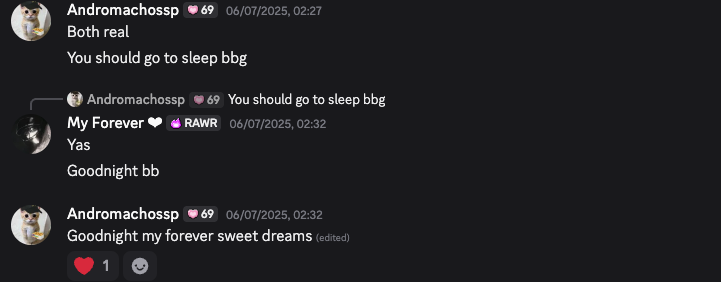 Andromachossp 69 06/07/2025, 02:27
Both real
You should go to sleep bbg
Andromachossp 69 You should go to sleep bbg
My Forever ❤ RAWR 06/07/2025, 02:32
Yas
Goodnight bb
Andromachossp 69 06/07/2025, 02:32
Goodnight my forever sweet dreams (edited)
1